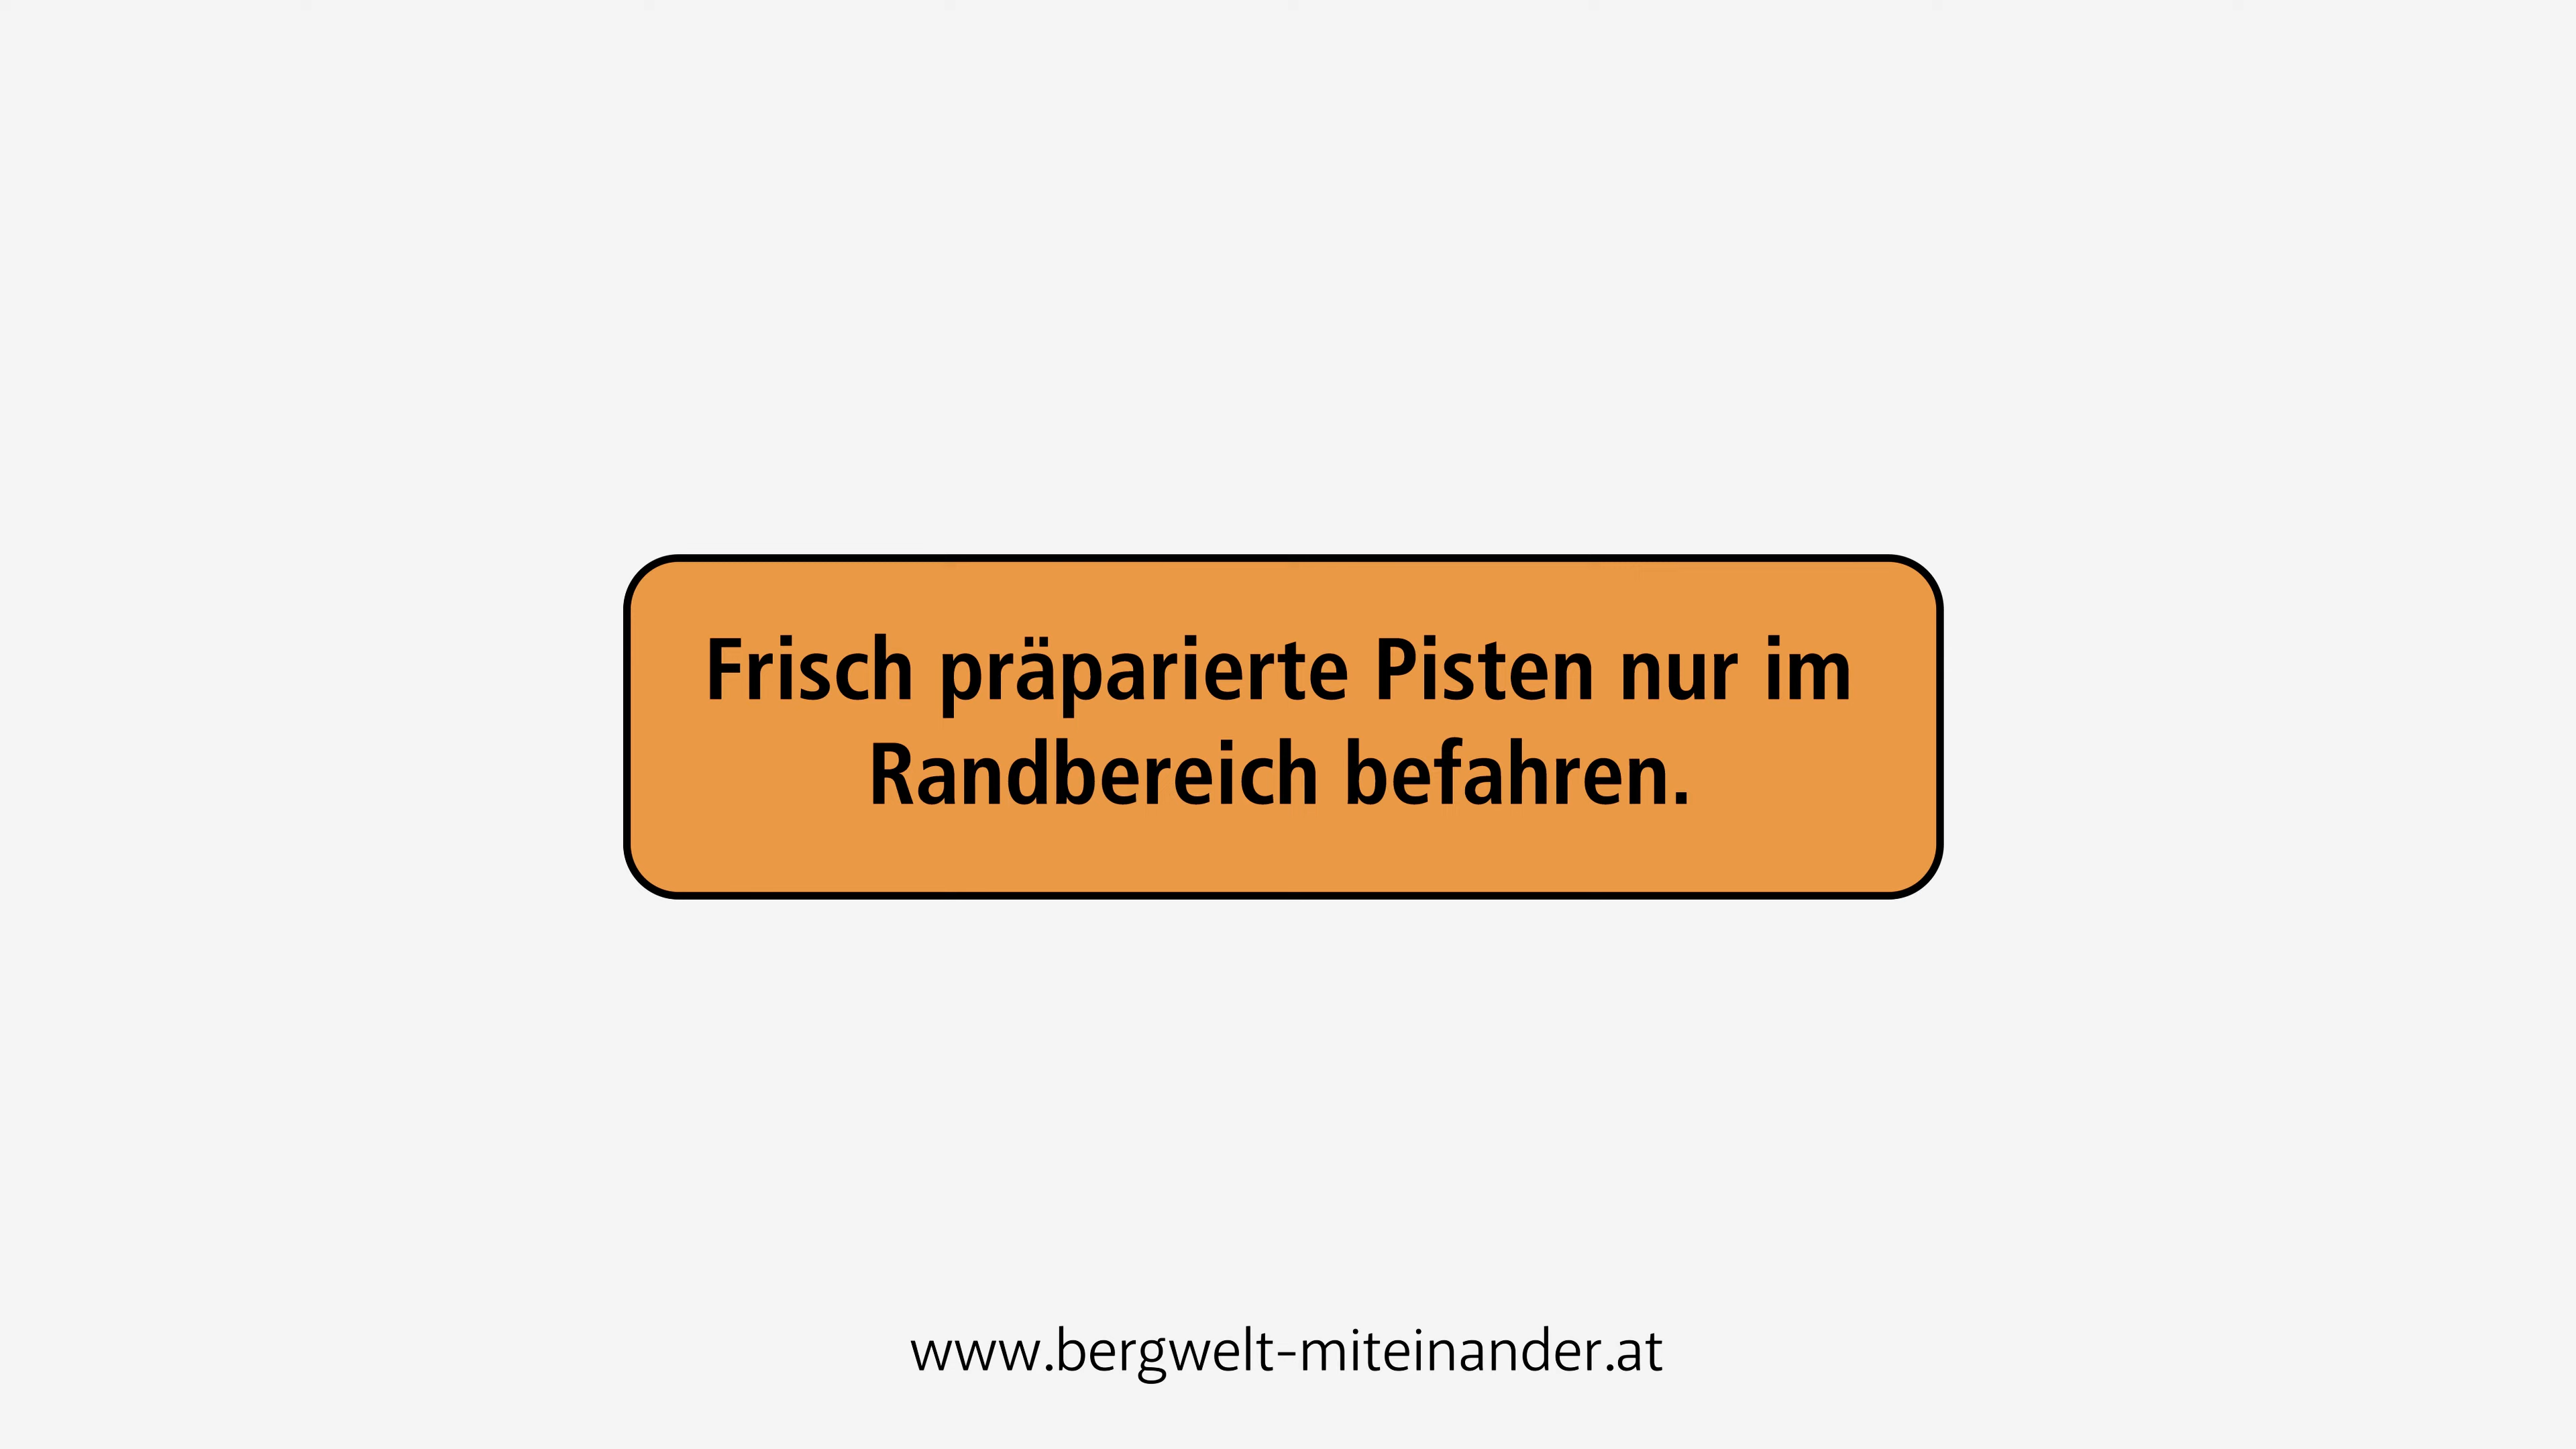 Frisch präparierte Pisten nur im
Randbereich befahren.
www.bergwelt-miteinander.at